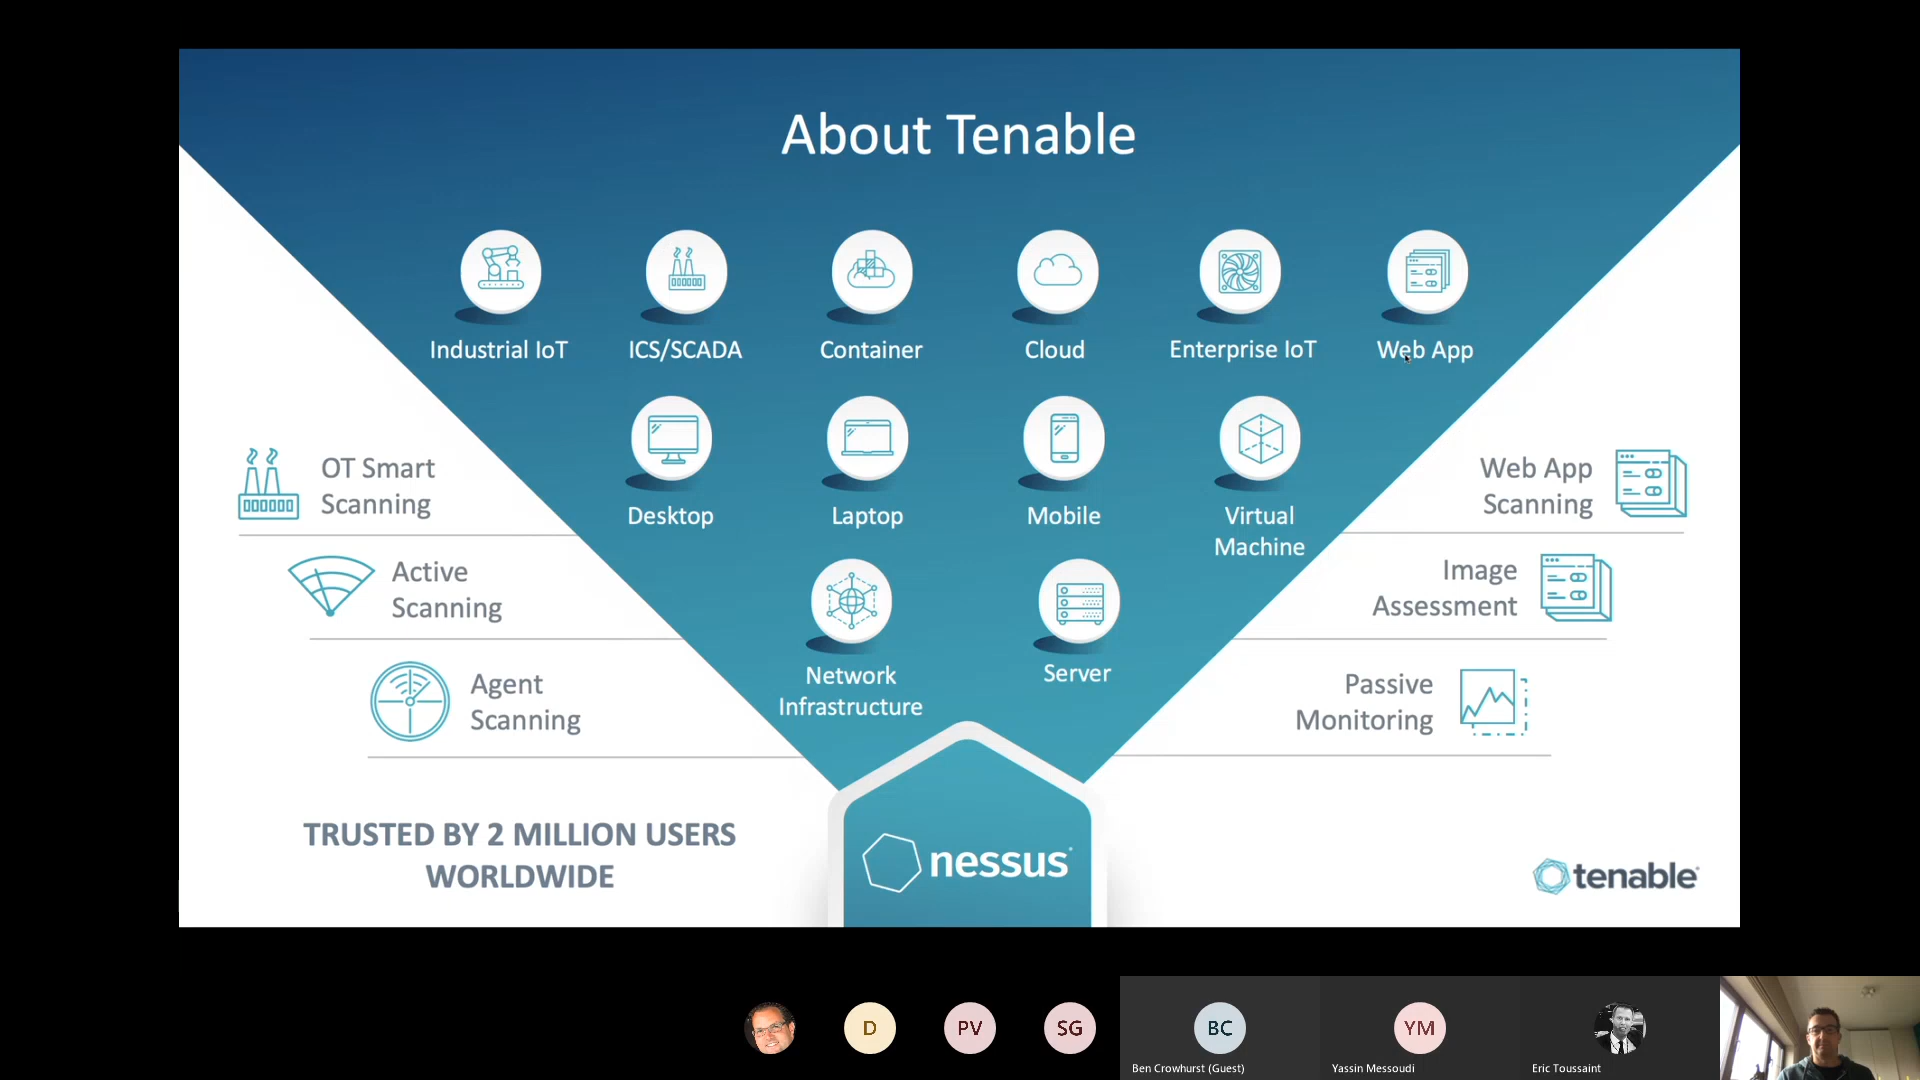 About Tenable
Industrial IoT
ICS/SCADA
Container
Cloud
Enterprise IoT
Web App
Desktop
Laptop
Mobile
Virtual
Machine
Network
Infrastructure
Server
OT Smart
Scanning
Active
Scanning
Agent
Scanning
Web App
Scanning
Image
Assessment
Passive
Monitoring
TRUSTED BY 2 MILLION USERS
WORLDWIDE
nessus
tenable
D
PV
SG
BC
YM
Ben Crowhurst (Guest)
Yassin Messoudi
Eric Toussaint